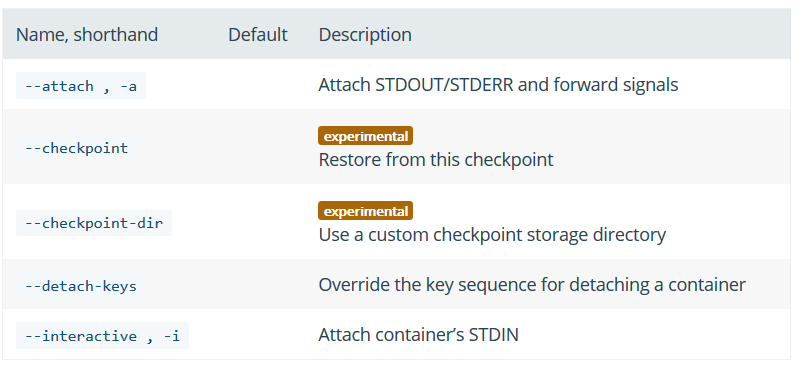 Name, shorthand Default Description
--attach , -a Attach STDOUT/STDERR and forward signals
--checkpoint experimental
Restore from this checkpoint
--checkpoint-dir experimental
Use a custom checkpoint storage directory
--detach-keys Override the key sequence for detaching a container
--interactive , -i Attach container’s STDIN